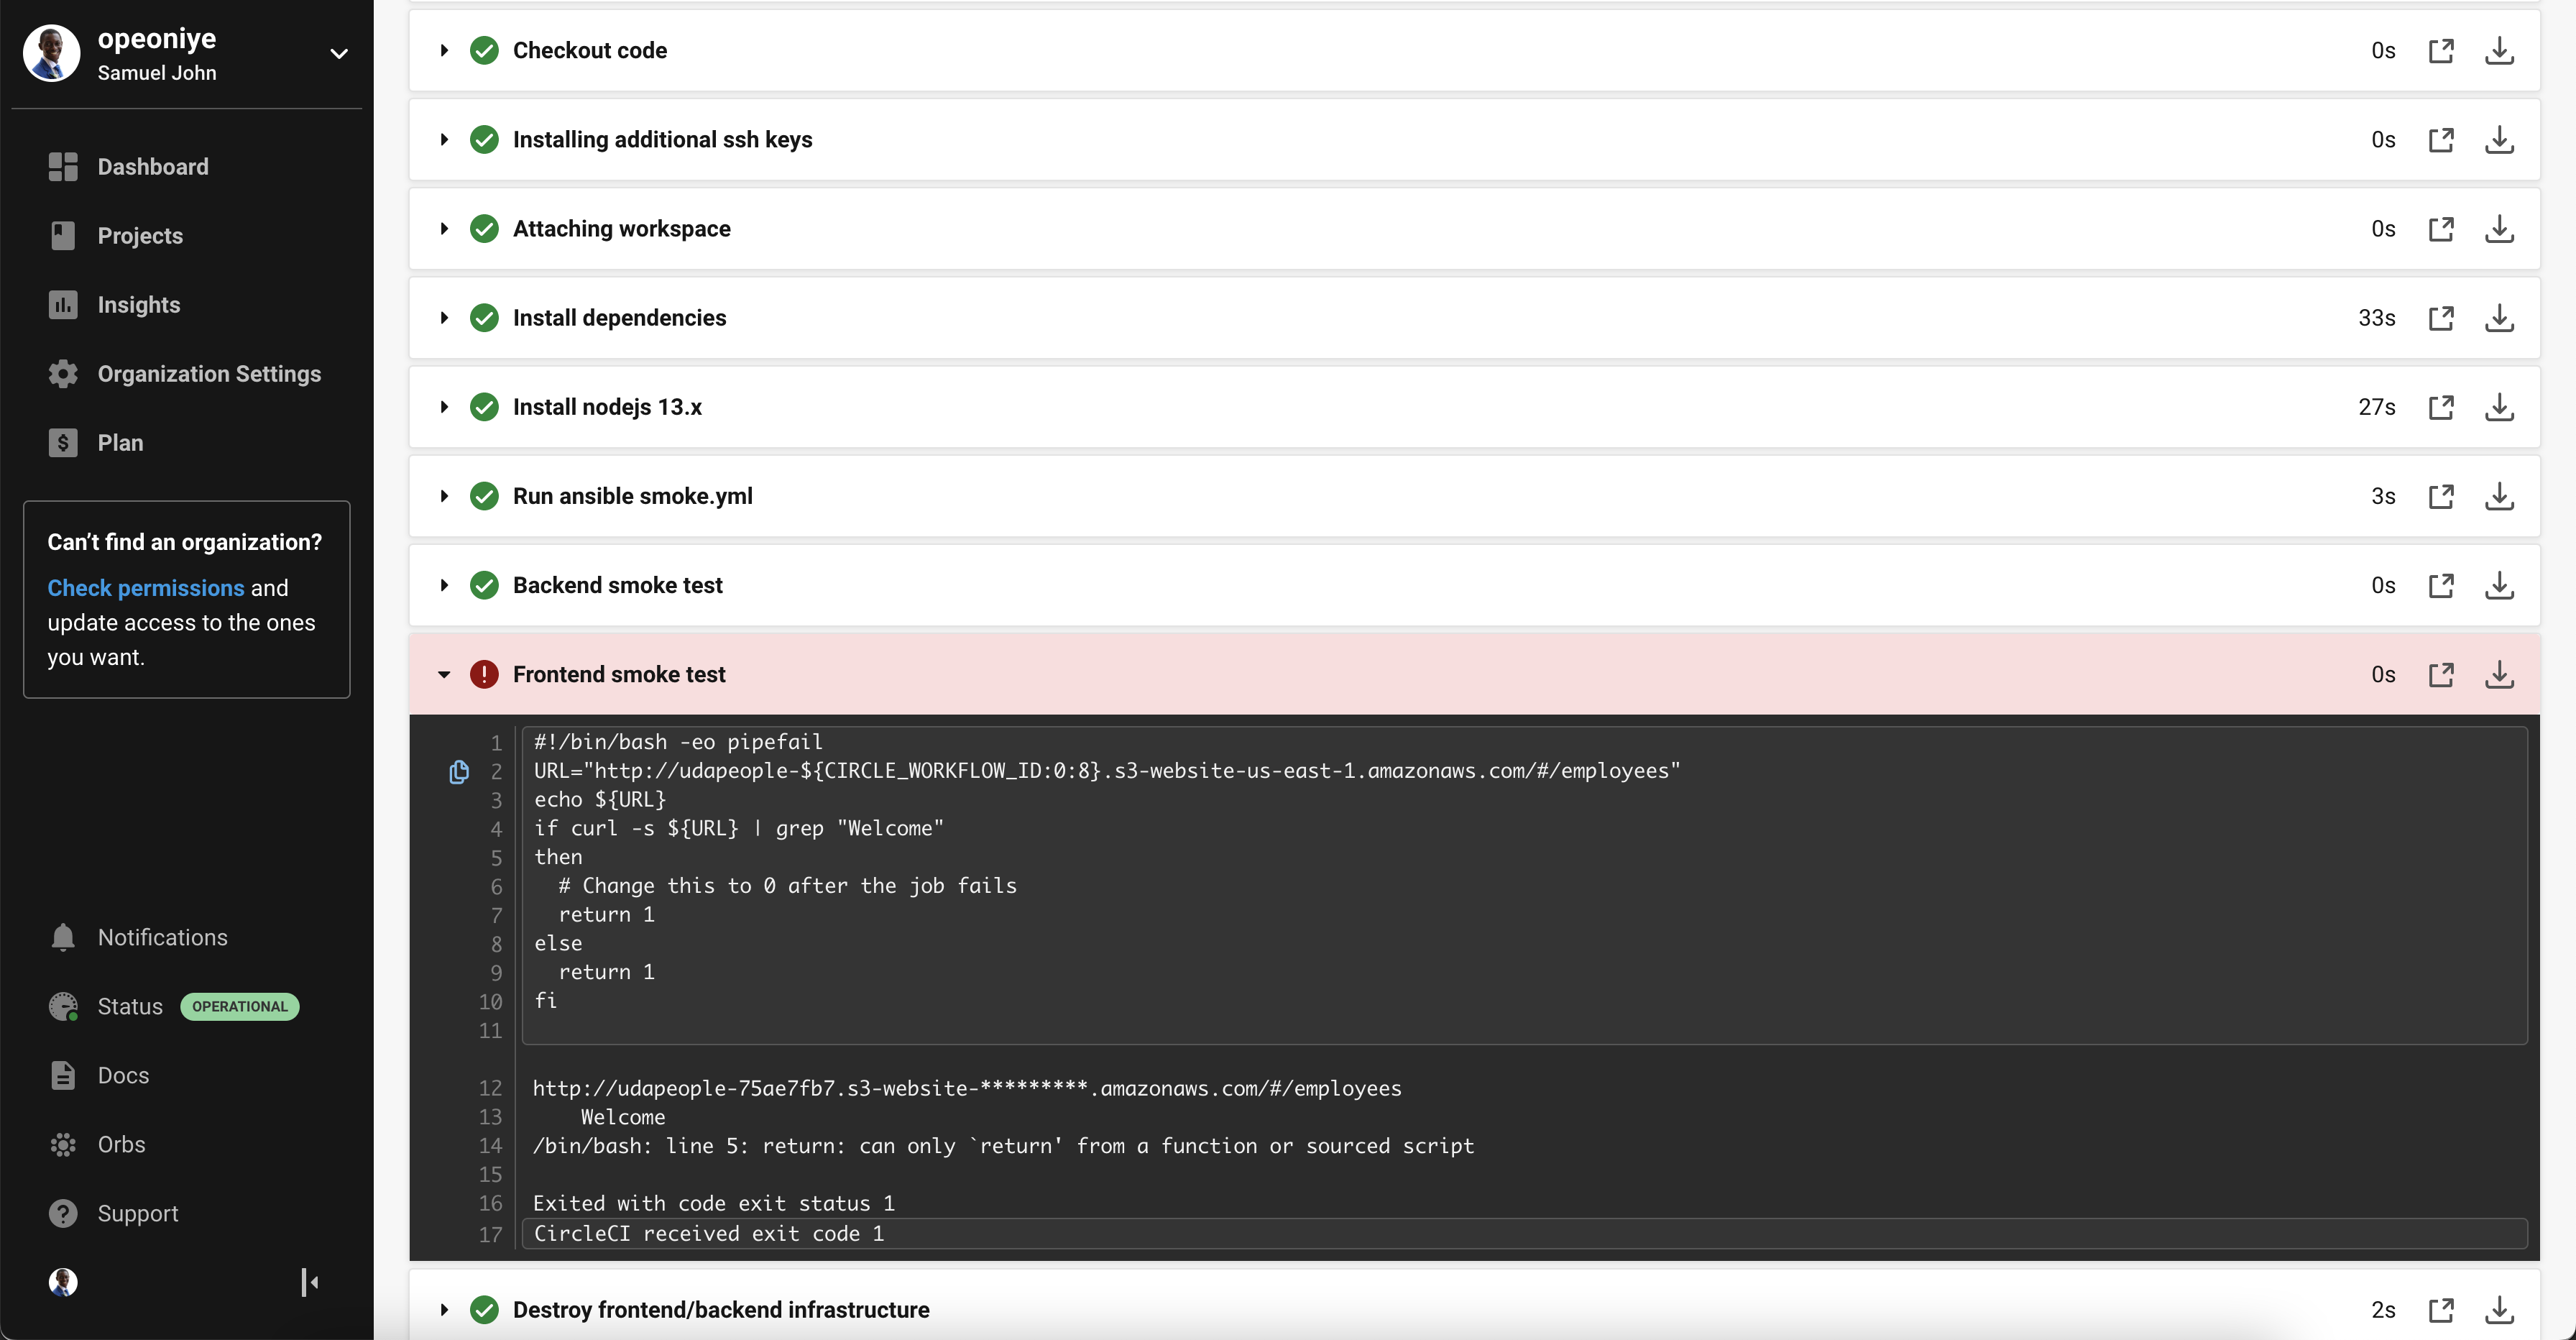 opeoniye
Samuel John
Dashboard
Projects
Insights
Organization Settings
Plan
Can’t find an organization?
Check permissions and
update access to the ones
you want.
Notifications
Status OPERATIONAL
Docs
Orbs
Support
Checkout code 0s
Installing additional ssh keys 0s
Attaching workspace 0s
Install dependencies 33s
Install nodejs 13.x 27s
Run ansible smoke.yml 3s
Backend smoke test 0s
Frontend smoke test 0s
1 #!/bin/bash -eo pipefail
2 URL="http://udapeople-${CIRCLE_WORKFLOW_ID:0:8}.s3-website-us-east-1.amazonaws.com/#/employees"
3 echo ${URL}
4 if curl -s ${URL} | grep "Welcome"
5 then
6   # Change this to 0 after the job fails
7   return 1
8 else
9   return 1
10 fi
11
12 http://udapeople-75ae7fb7.s3-website-*********.amazonaws.com/#/employees
13     Welcome
14 /bin/bash: line 5: return: can only `return' from a function or sourced script
15
16 Exited with code exit status 1
17 CircleCI received exit code 1
Destroy frontend/backend infrastructure 2s